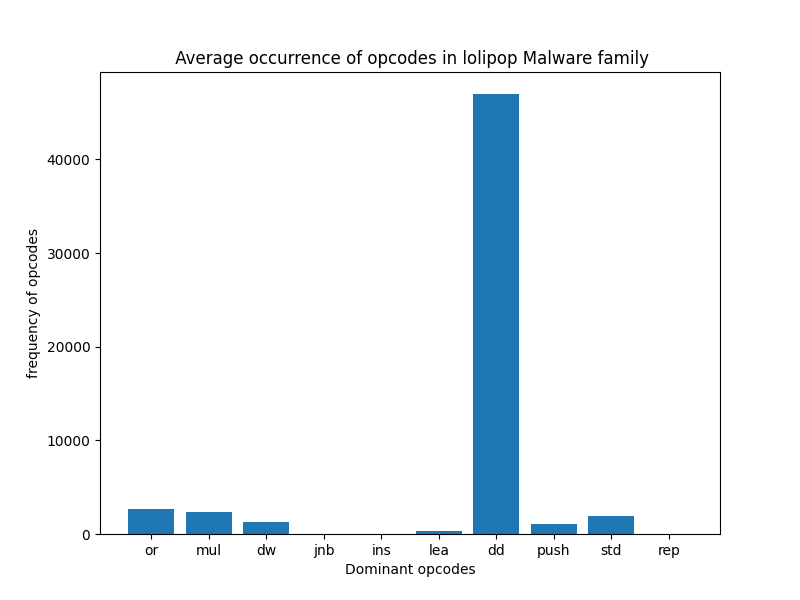 Average occurrence of opcodes in lolipop Malware family
frequency of opcodes
40000
30000
20000
10000
0
or mul dw jnb ins lea dd push std rep
Dominant opcodes